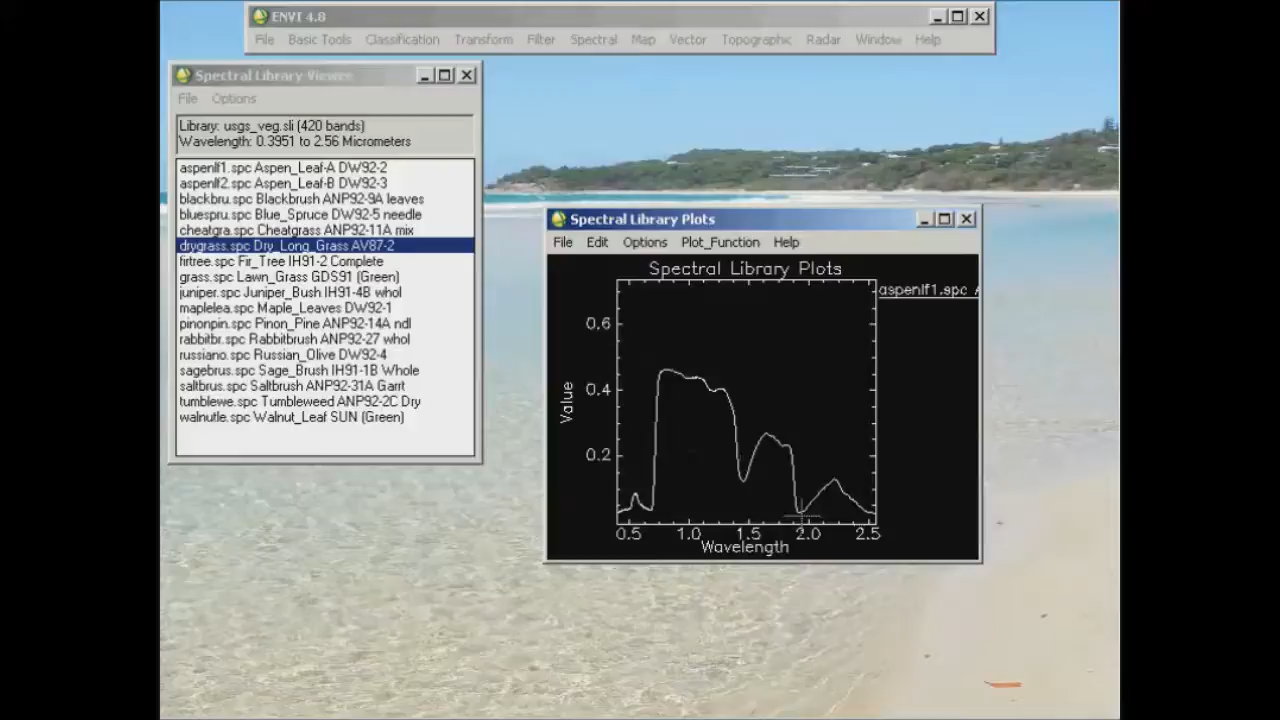 ENVI 4.8
File Basic Tools Classification Transform Filter Spectral Map Vector Topographic Radar Window Help
Spectral Library Viewer
File Options
Library: usgs_veg.sli (420 bands)
Wavelength: 0.3951 to 2.56 Micrometers
aspenlf1.spc Aspen_Leaf-A DW92-2
aspenlf2.spc Aspen_Leaf-B DW92-3
blackbru.spc Blackbrush ANP92-9A leaves
bluespru.spc Blue_Spruce DW92-5 needle
cheatgra.spc Cheatgrass ANP92-11A mix
drygrass.spc Dry_Long_Grass AV87-2
firtree.spc Fir_Tree IH91-2 Complete
grass.spc Lawn_Grass GDS91 (Green)
juniper.spc Juniper_Bush IH91-4B whol
maplelea.spc Maple_Leaves DW92-1
pinonpin.spc Pinon_Pine ANP92-14A ndl
rabbitbr.spc Rabbitbrush ANP92-27 whol
russiano.spc Russian_Olive DW92-4
sagebrus.spc Sage_Brush IH91-1B Whole
saltbrus.spc Saltbrush ANP92-31A Garrt
tumblewe.spc Tumbleweed ANP92-2C Dry
walnutle.spc Walnut_Leaf SUN (Green)
Spectral Library Plots
File Edit Options Plot_Function Help
Spectral Library Plots
aspenlf1.spc A
0.6
0.4
0.2
Value
0.5 1.0 1.5 2.0 2.5
Wavelength